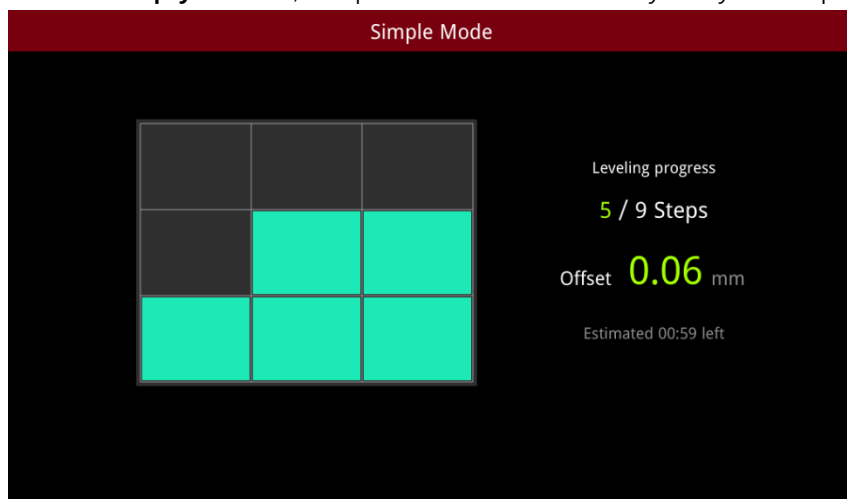 Simple Mode
Leveling progress
5 / 9 Steps
Offset 0.06 mm
Estimated 00:59 left